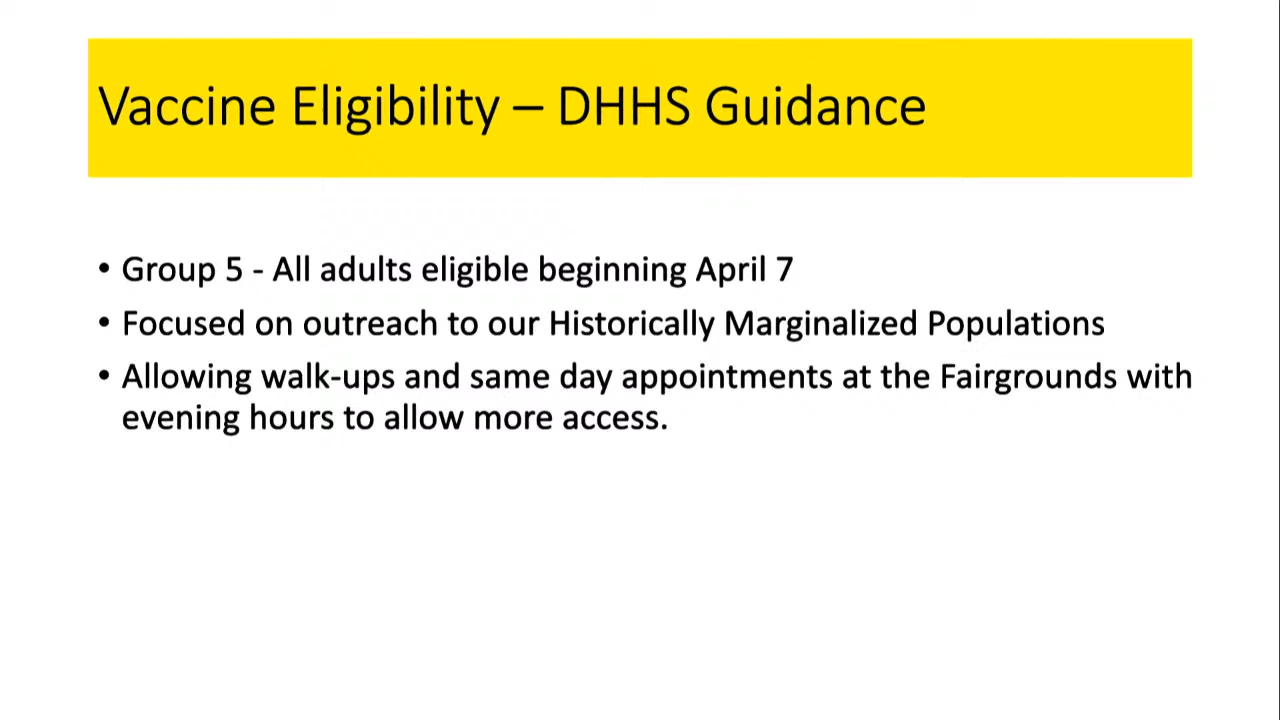 Vaccine Eligibility – DHHS Guidance
• Group 5 - All adults eligible beginning April 7
• Focused on outreach to our Historically Marginalized Populations
• Allowing walk-ups and same day appointments at the Fairgrounds with
evening hours to allow more access.